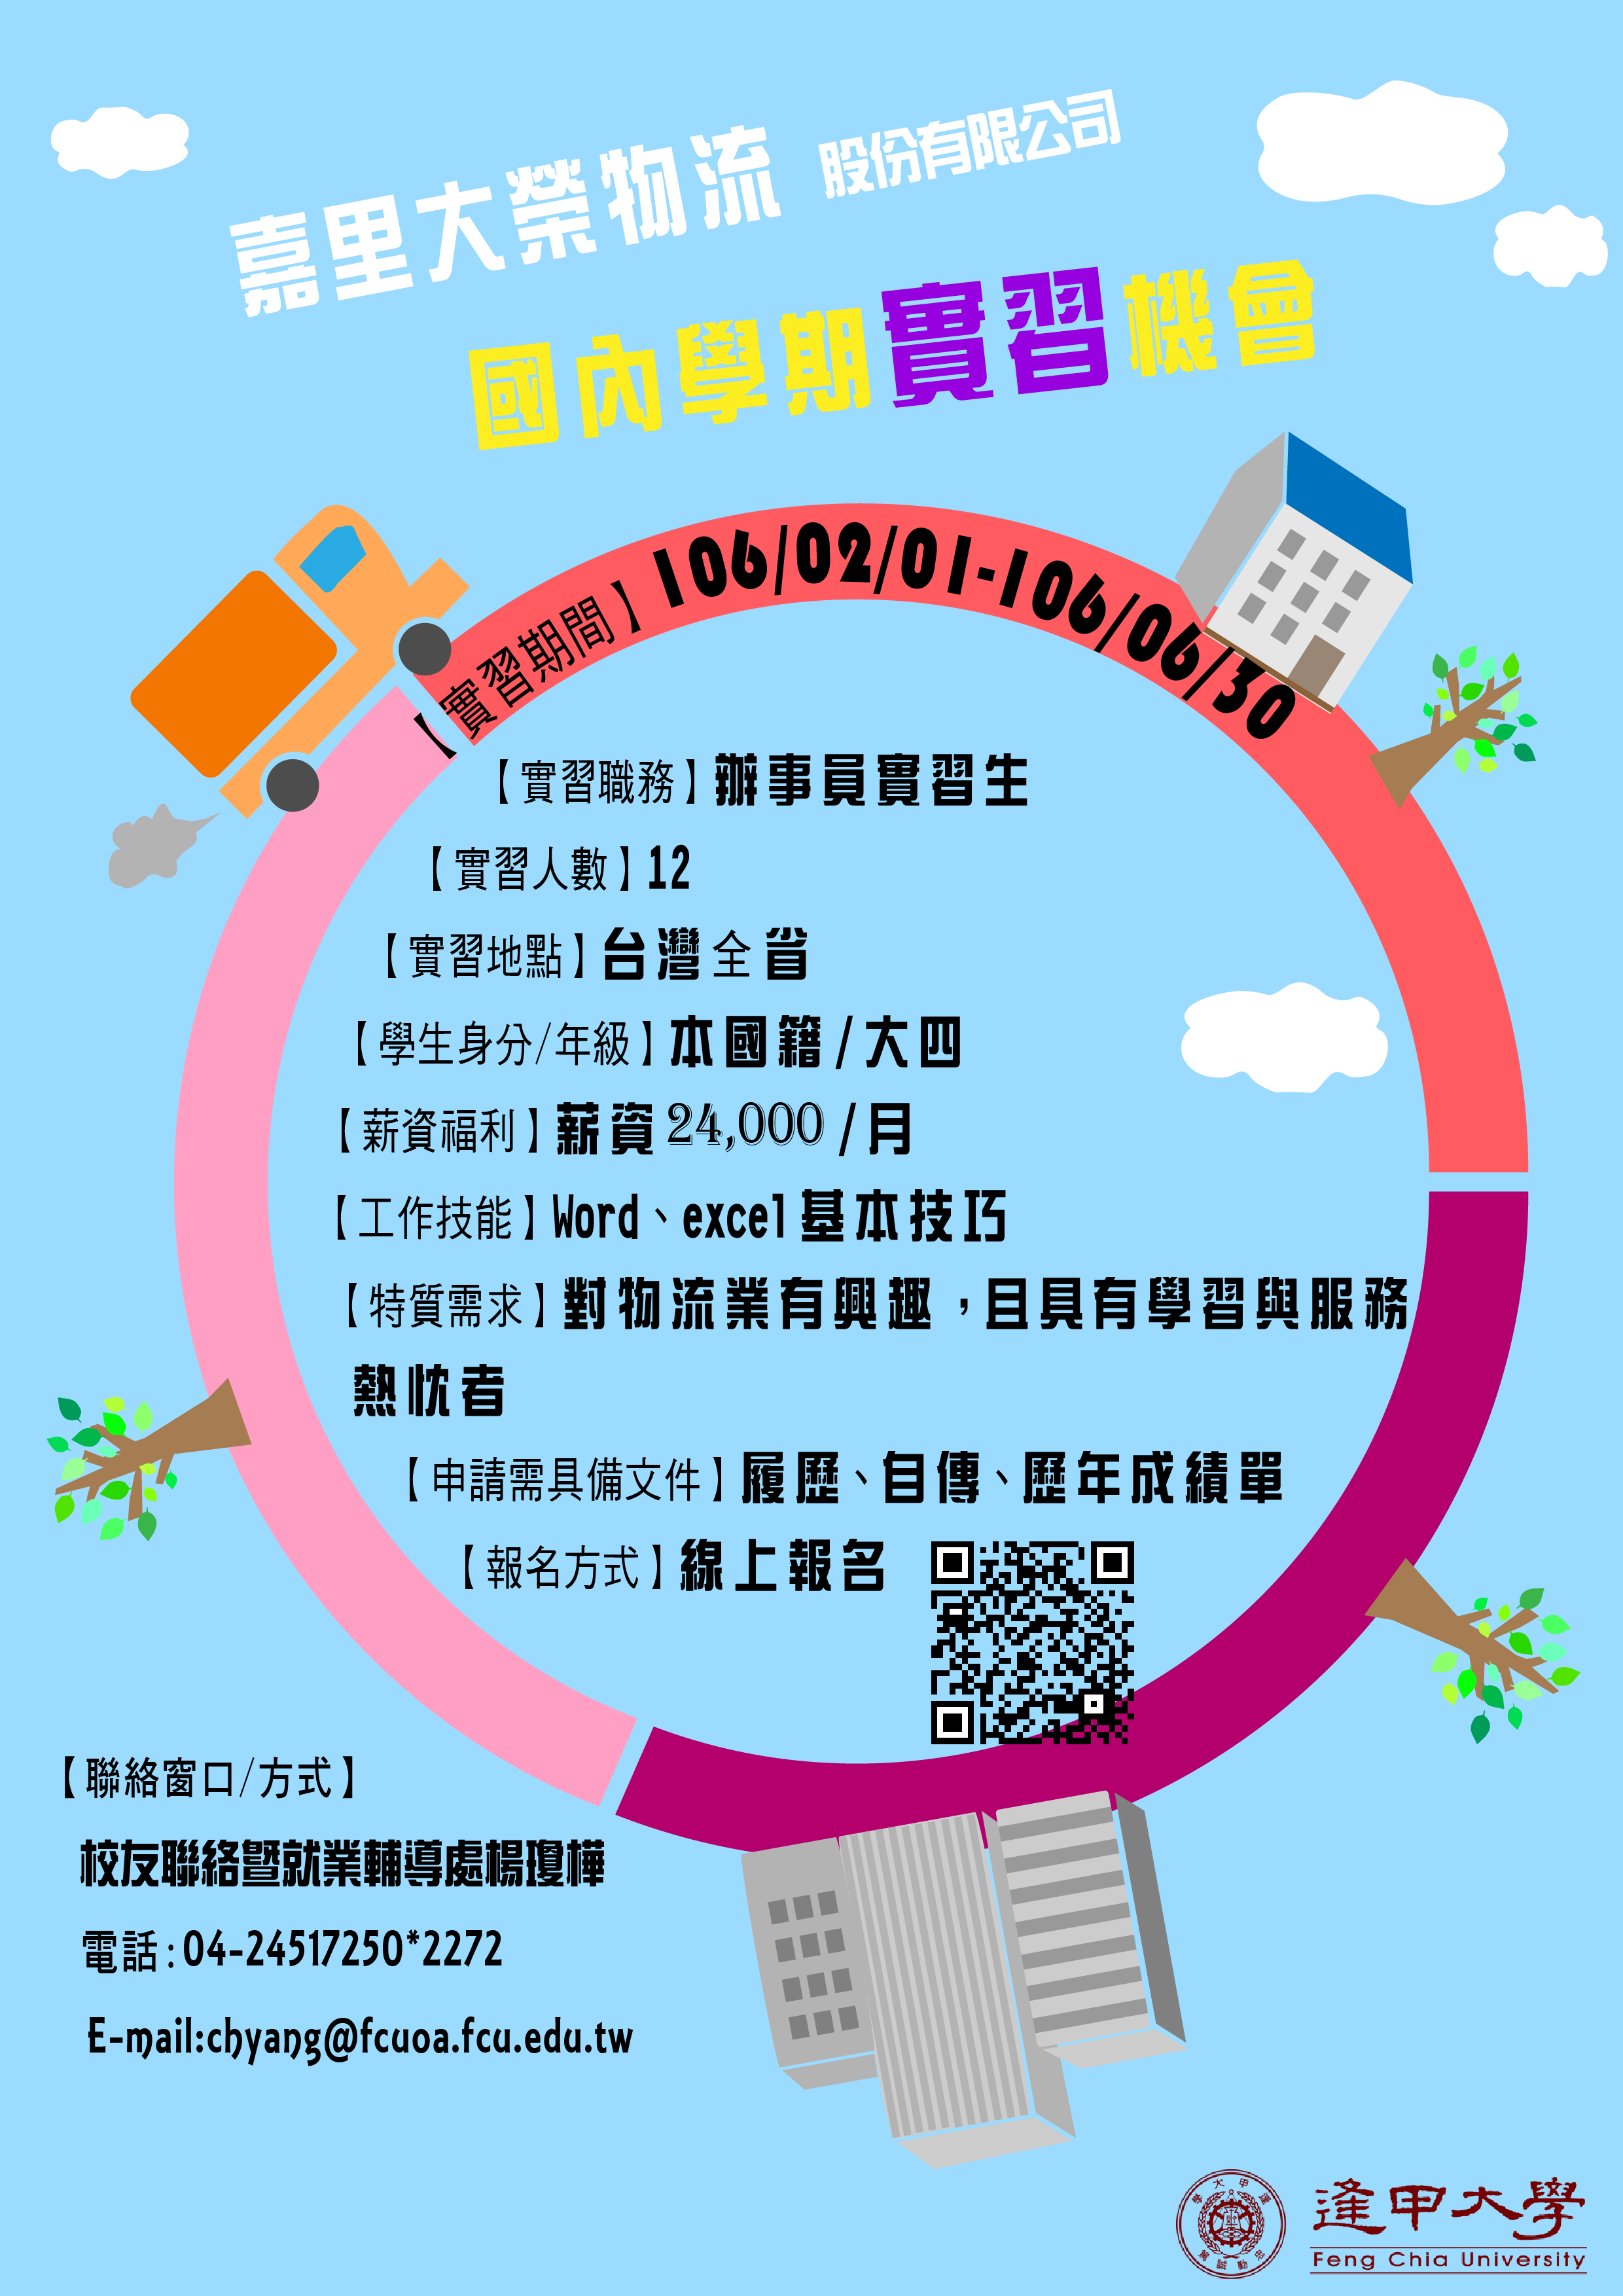 嘉里大榮物流 股份有限公司
國內學期實習機會
【實習期間】106/02/01-106/06/30
【實習職務】辦事員實習生
【實習人數】12
【實習地點】台灣全省
【學生身分/年級】本國籍/大四
【薪資福利】薪資24,000/月
【工作技能】Word、excel基本技巧
【特質需求】對物流業有興趣，且具有學習與服務
熱忱者
【申請需具備文件】履歷、自傳、歷年成績單
【報名方式】線上報名
【聯絡窗口/方式】
校友聯絡暨就業輔導處楊瓊樺
電話:04-24517250*2272
E-mail:chyang@fcuoa.fcu.edu.tw
逢甲大學
忠勤誠篤
逢甲大學
Feng Chia University